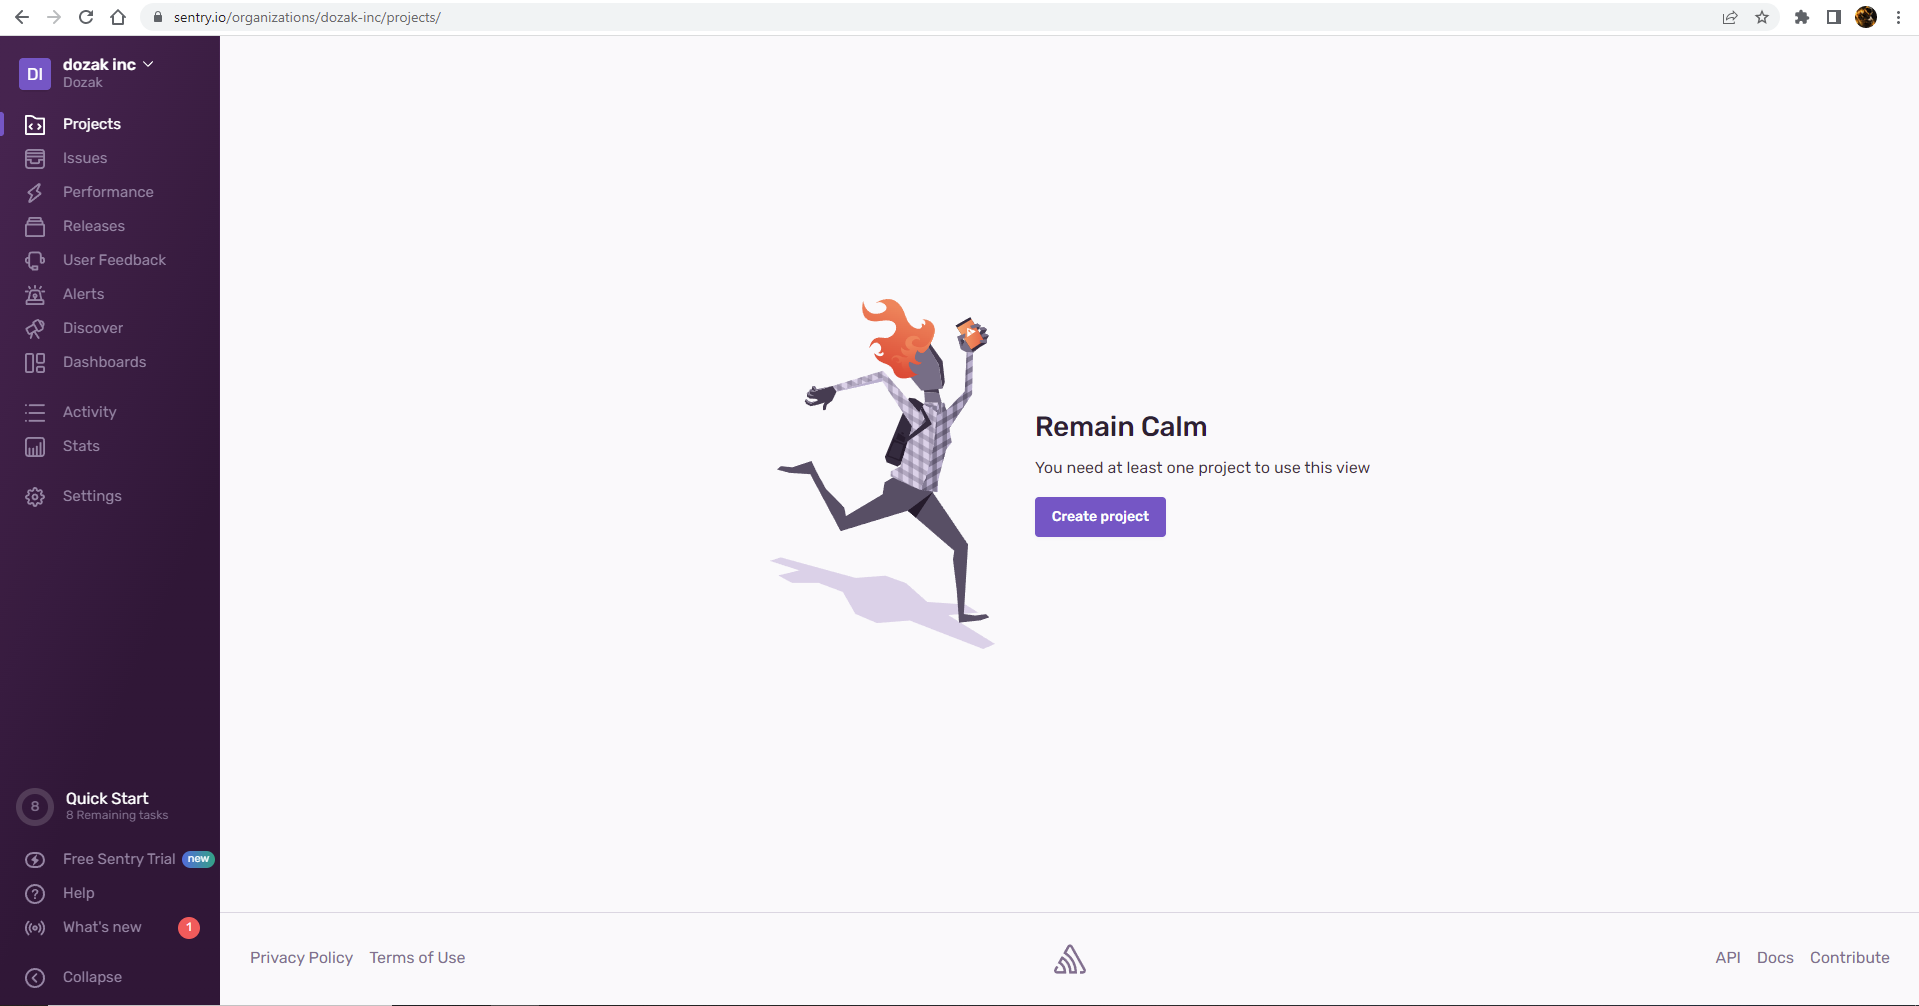 sentry.io/organizations/dozak-inc/projects/
DI
dozak inc
Dozak
Projects
Issues
Performance
Releases
User Feedback
Alerts
Discover
Dashboards
Activity
Stats
Settings
Remain Calm
You need at least one project to use this view
Create project
8
Quick Start
8 Remaining tasks
Free Sentry Trial new
Help
What's new 1
Collapse
Privacy Policy Terms of Use
API Docs Contribute